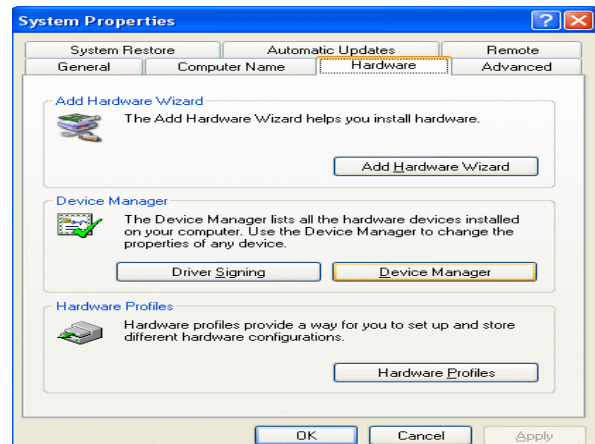 System Properties
System Restore Automatic Updates Remote
General Computer Name Hardware Advanced
Add Hardware Wizard
The Add Hardware Wizard helps you install hardware.
Add Hardware Wizard
Device Manager
The Device Manager lists all the hardware devices installed
on your computer. Use the Device Manager to change the
properties of any device.
Driver Signing Device Manager
Hardware Profiles
Hardware profiles provide a way for you to set up and store
different hardware configurations.
Hardware Profiles
OK Cancel Apply